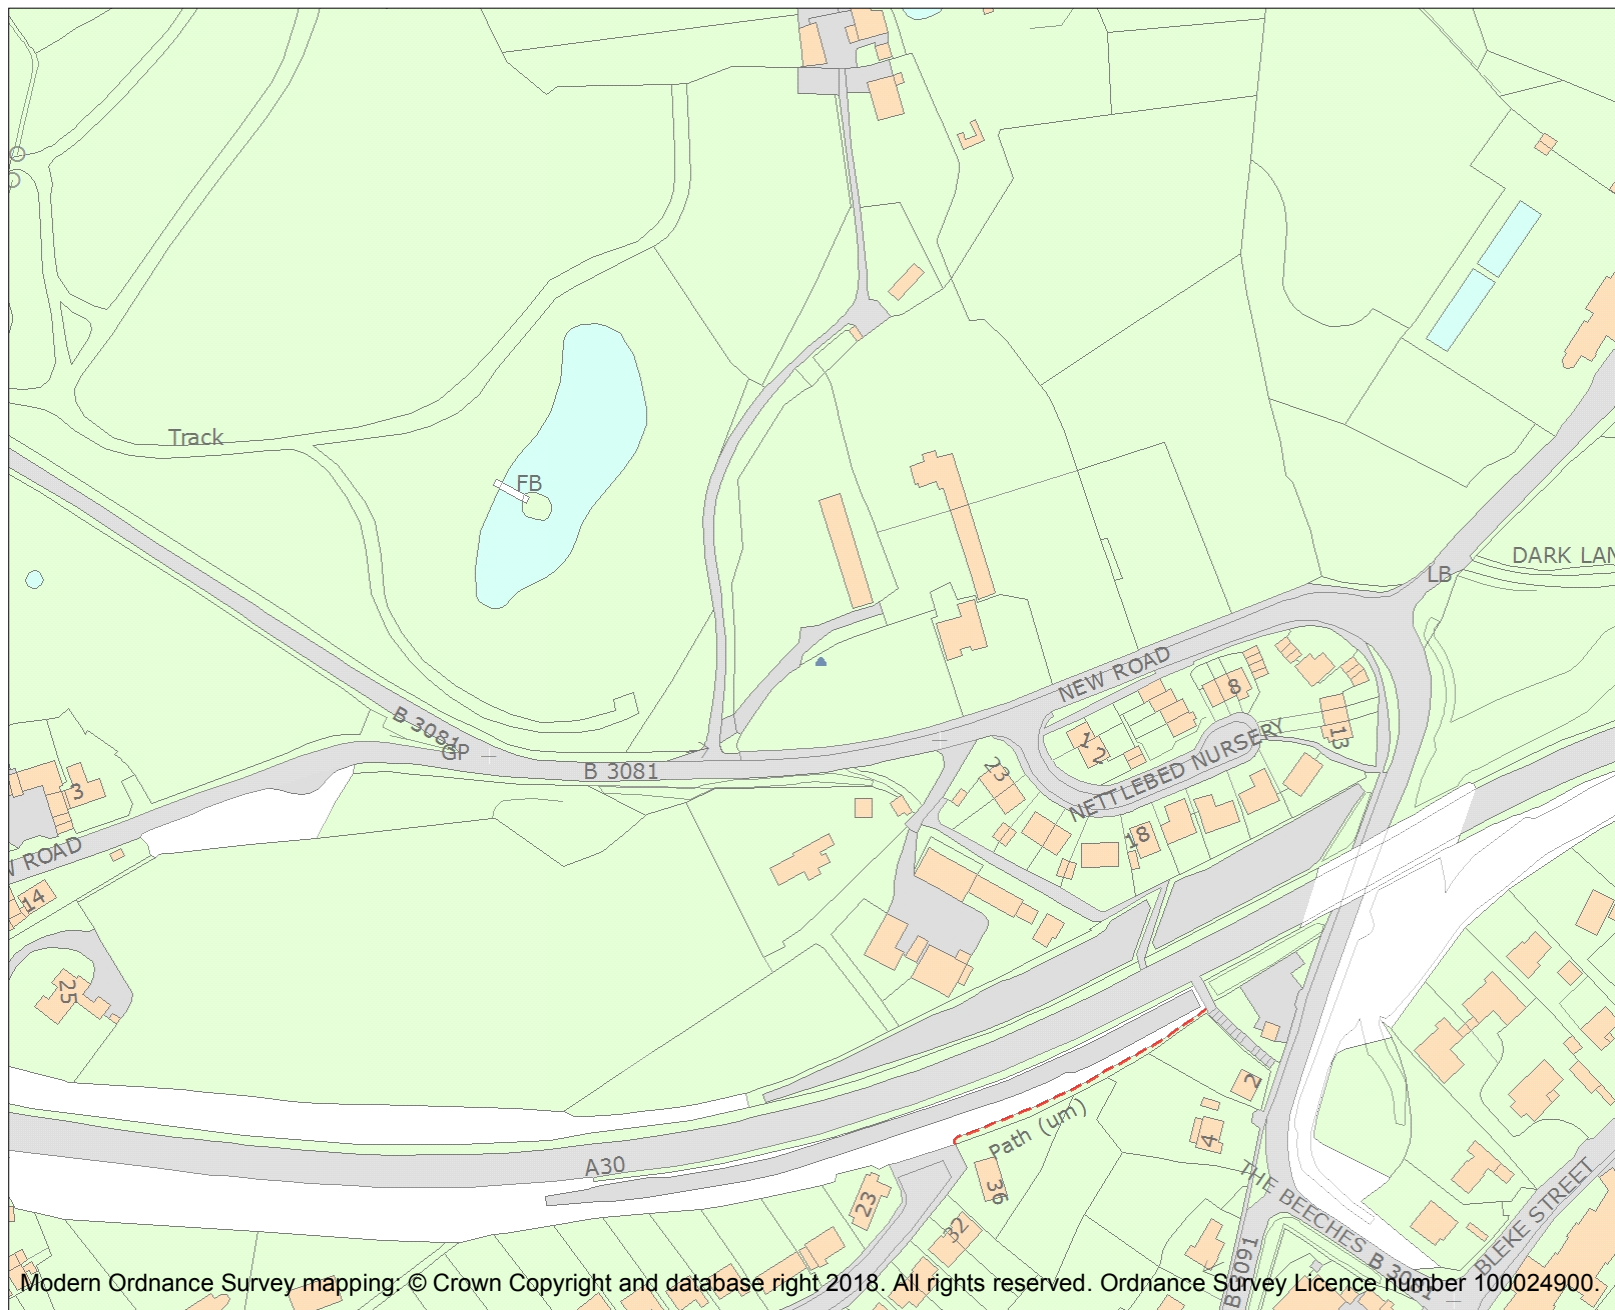 Track
FB
DARK LAN
LB
NEW ROAD
8
B 3081
GP
B 3081
12
13
NETTLEBED NURSERY
23
3
18
W ROAD
14
25
2
Path (um)
4
A30
36
23
32
THE BEECHES B 3081
BLEKE STREET
B 3091
Modern Ordnance Survey mapping: © Crown Copyright and database right 2018. All rights reserved. Ordnance Survey Licence number 100024900.